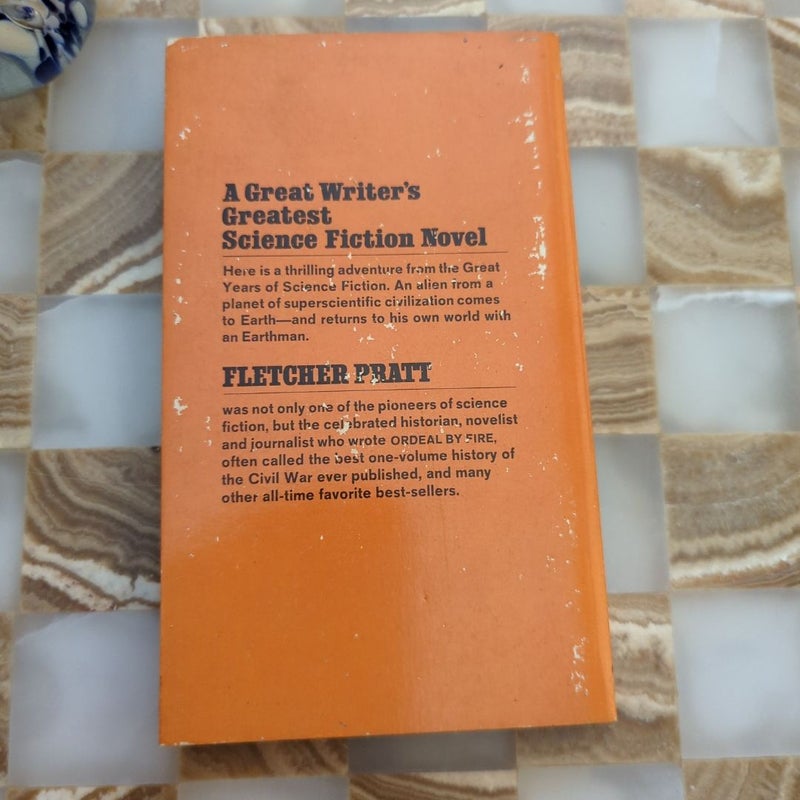 A Great Writer's
Greatest
Science Fiction Novel
Here is a thrilling adventure from the Great
Years of Science Fiction. An alien from a
planet of superscientific civilization comes
to Earth—and returns to his own world with
an Earthman.
FLETCHER PRATT
was not only one of the pioneers of science
fiction, but the celebrated historian, novelist
and journalist who wrote ORDEAL BY FIRE,
often called the best one-volume history of
the Civil War ever published, and many
other all-time favorite best-sellers.